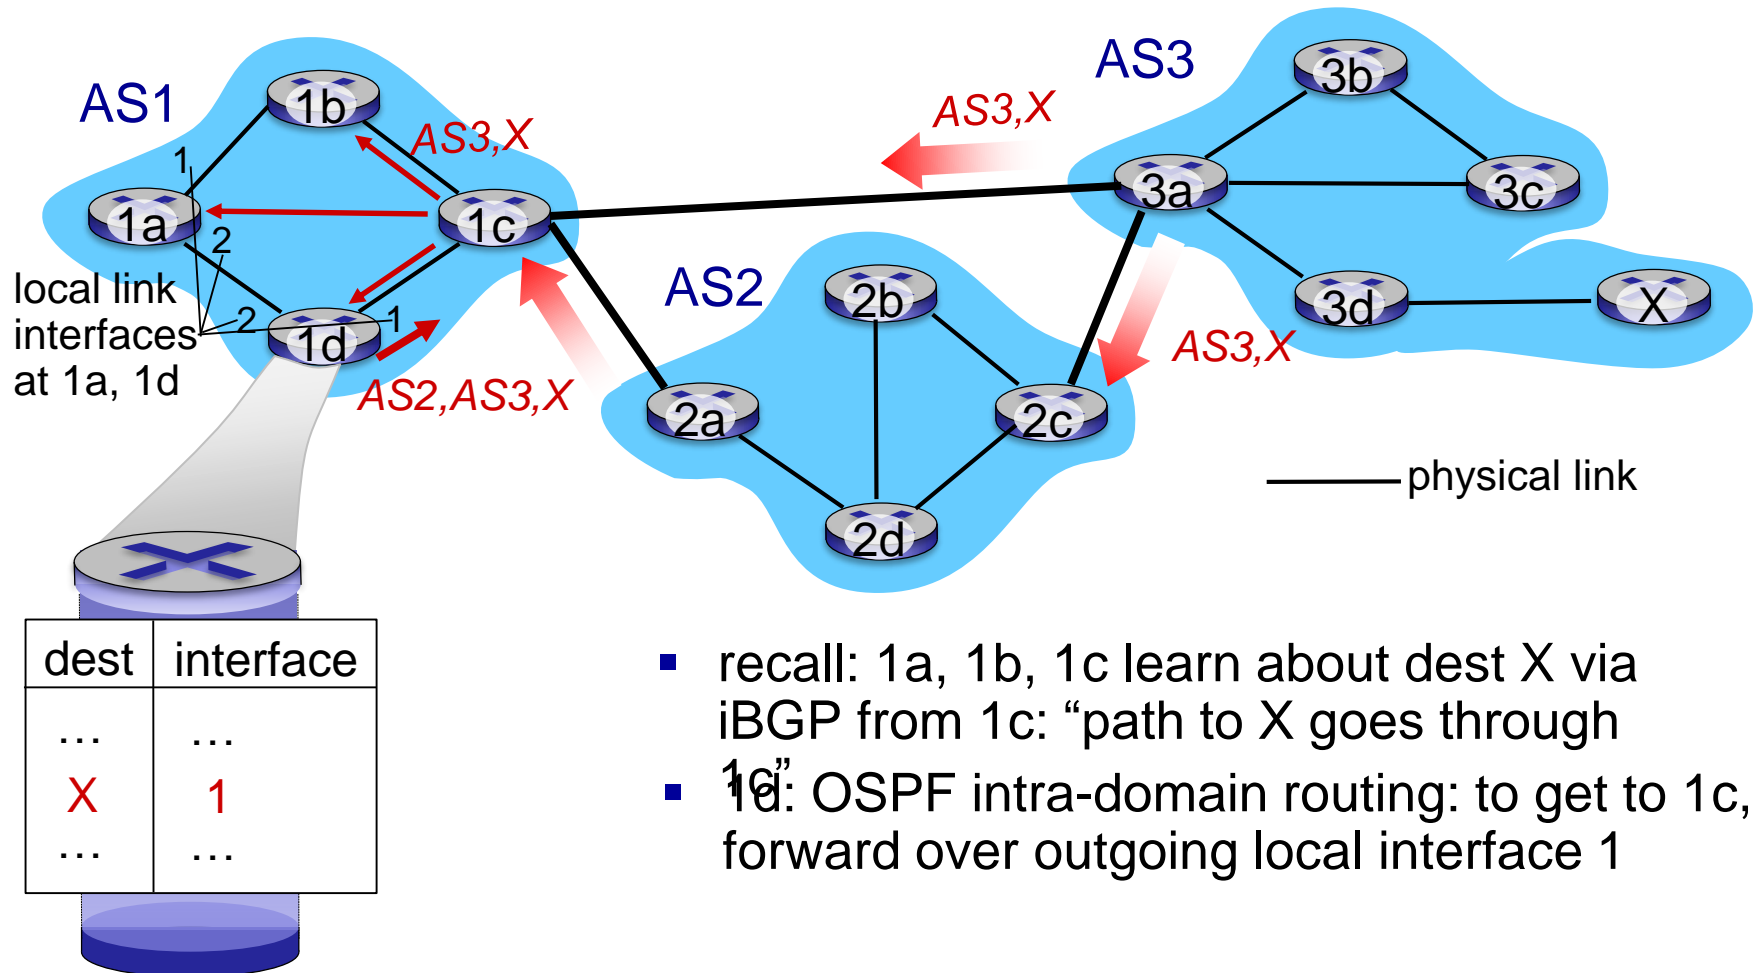 AS1
1b
AS3,X
1
1a
1c
2
local link
interfaces
at 1a, 1d
2
1
1d
AS2,AS3,X
AS3,X
AS3
3b
3a
3c
3d
X
AS2
2b
AS3,X
2a
2c
2d
physical link
dest interface
… …
X 1
… …
▪ recall: 1a, 1b, 1c learn about dest X via
iBGP from 1c: “path to X goes through
1c”
▪ 1d: OSPF intra-domain routing: to get to 1c,
forward over outgoing local interface 1